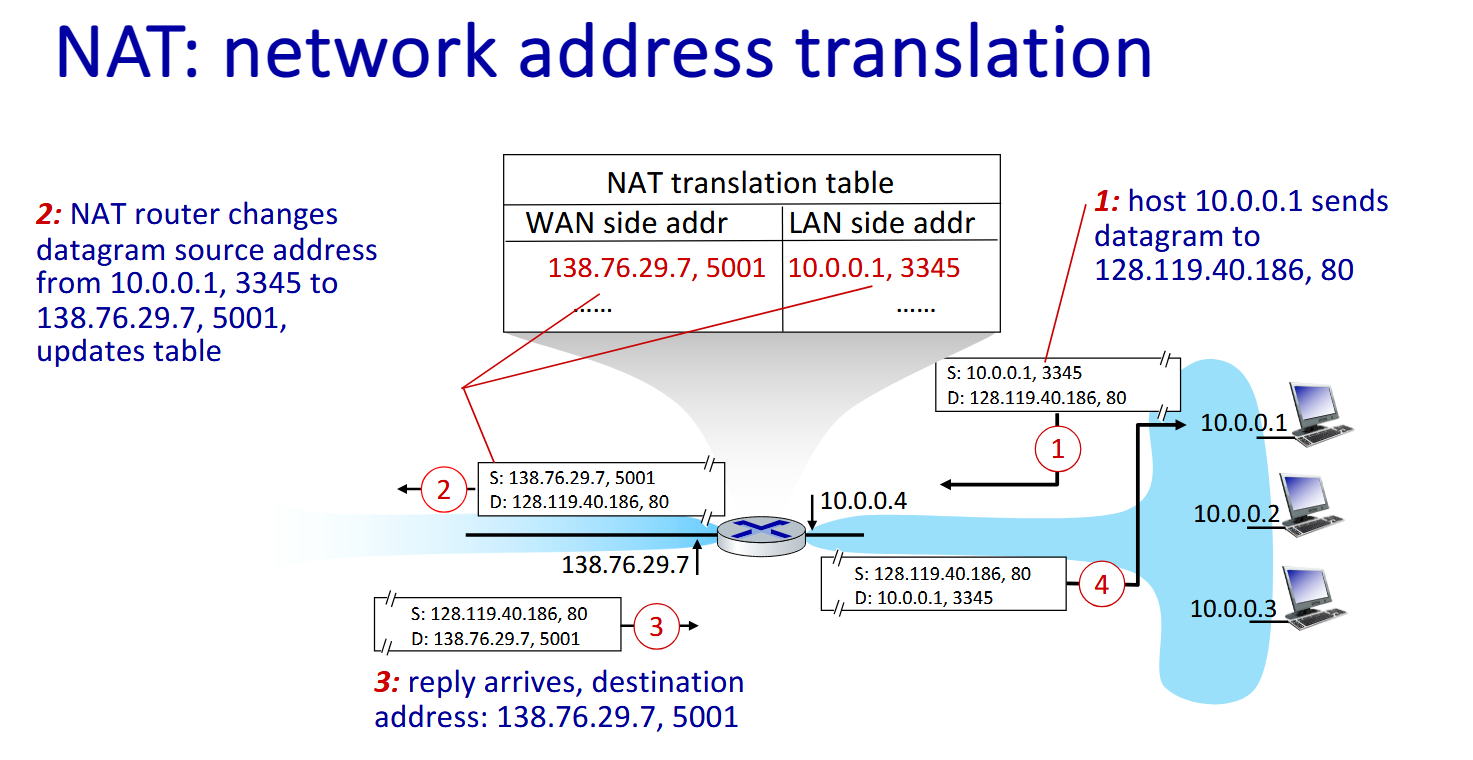 NAT: network address translation
NAT translation table
WAN side addr LAN side addr
138.76.29.7, 5001 10.0.0.1, 3345
...... ......
2: NAT router changes
datagram source address
from 10.0.0.1, 3345 to
138.76.29.7, 5001,
updates table
1: host 10.0.0.1 sends
datagram to
128.119.40.186, 80
S: 10.0.0.1, 3345
D: 128.119.40.186, 80
1
10.0.0.1
S: 138.76.29.7, 5001
D: 128.119.40.186, 80
2
10.0.0.4
10.0.0.2
138.76.29.7
S: 128.119.40.186, 80
D: 10.0.0.1, 3345
4
10.0.0.3
S: 128.119.40.186, 80
D: 138.76.29.7, 5001
3
3: reply arrives, destination
address: 138.76.29.7, 5001